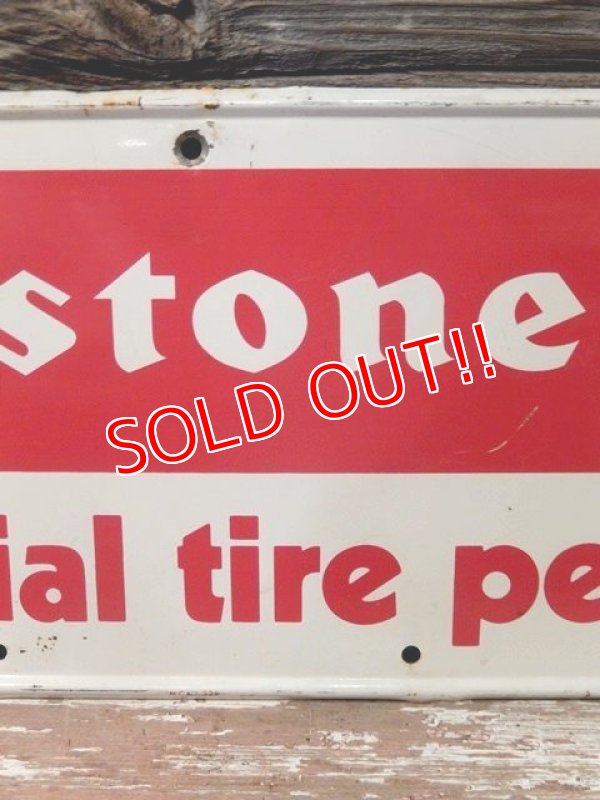 stone
SOLD OUT!!
ial tire pe